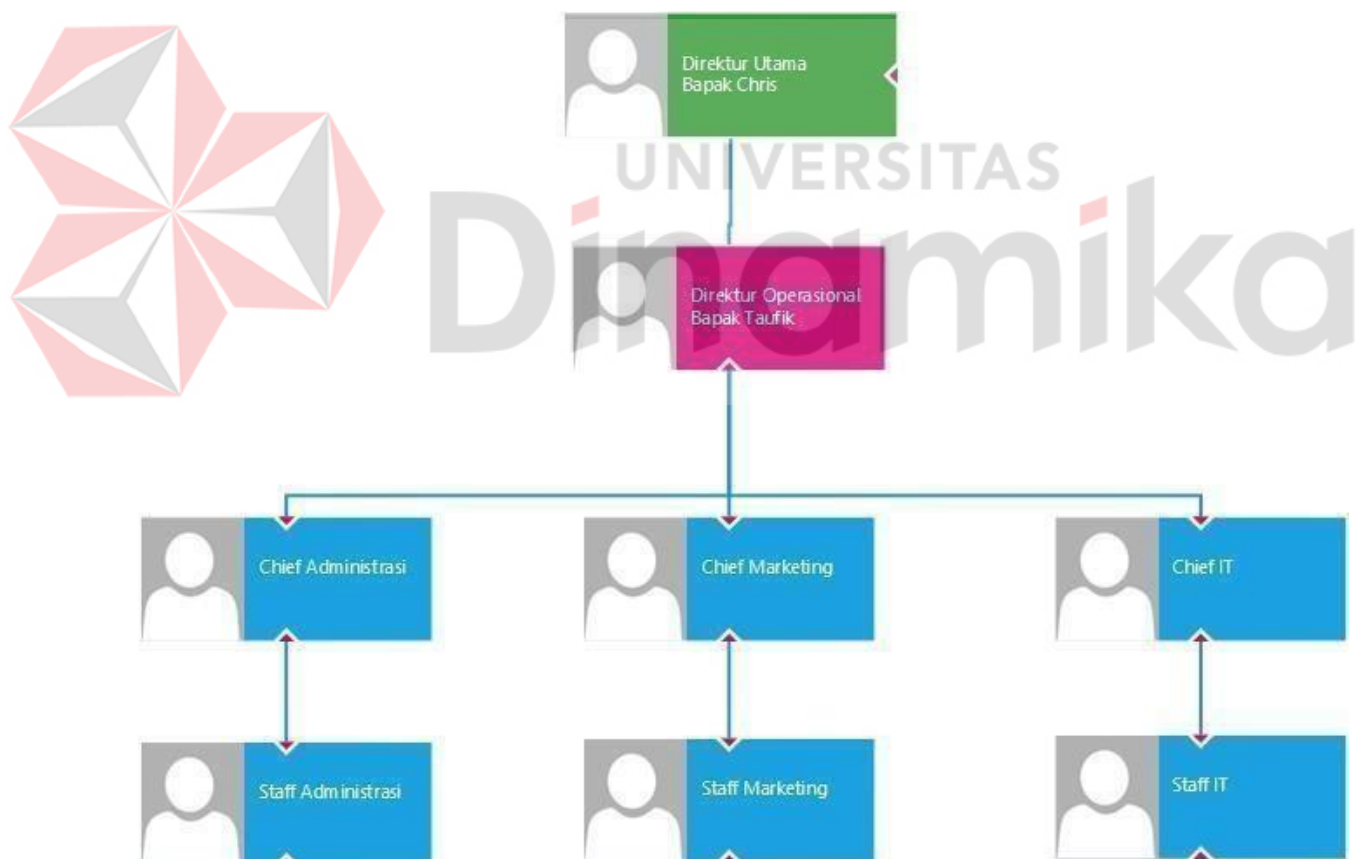 Direktur Utama
Bapak Chris
UNIVERSITAS
Dinamika
Direktur Operasional
Bapak Taufik
Chief Administrasi
Chief Marketing
Chief IT
Staff Administrasi
Staff Marketing
Staff IT